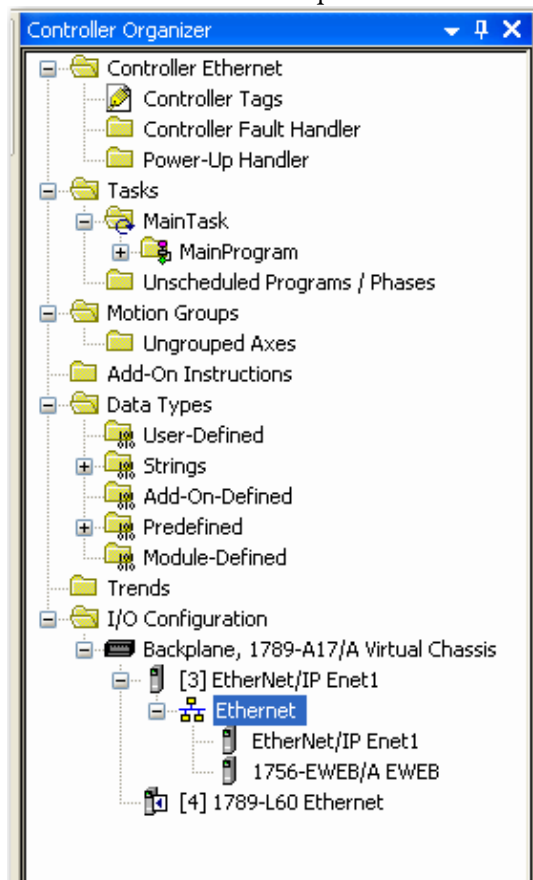 Controller Organizer
Controller Ethernet
Controller Tags
Controller Fault Handler
Power-Up Handler
Tasks
MainTask
MainProgram
Unscheduled Programs / Phases
Motion Groups
Ungrouped Axes
Add-On Instructions
Data Types
User-Defined
Strings
Add-On-Defined
Predefined
Module-Defined
Trends
I/O Configuration
Backplane, 1789-A17/A Virtual Chassis
[3] EtherNet/IP Enet1
Ethernet
EtherNet/IP Enet1
1756-EWEB/A EWEB
[4] 1789-L60 Ethernet